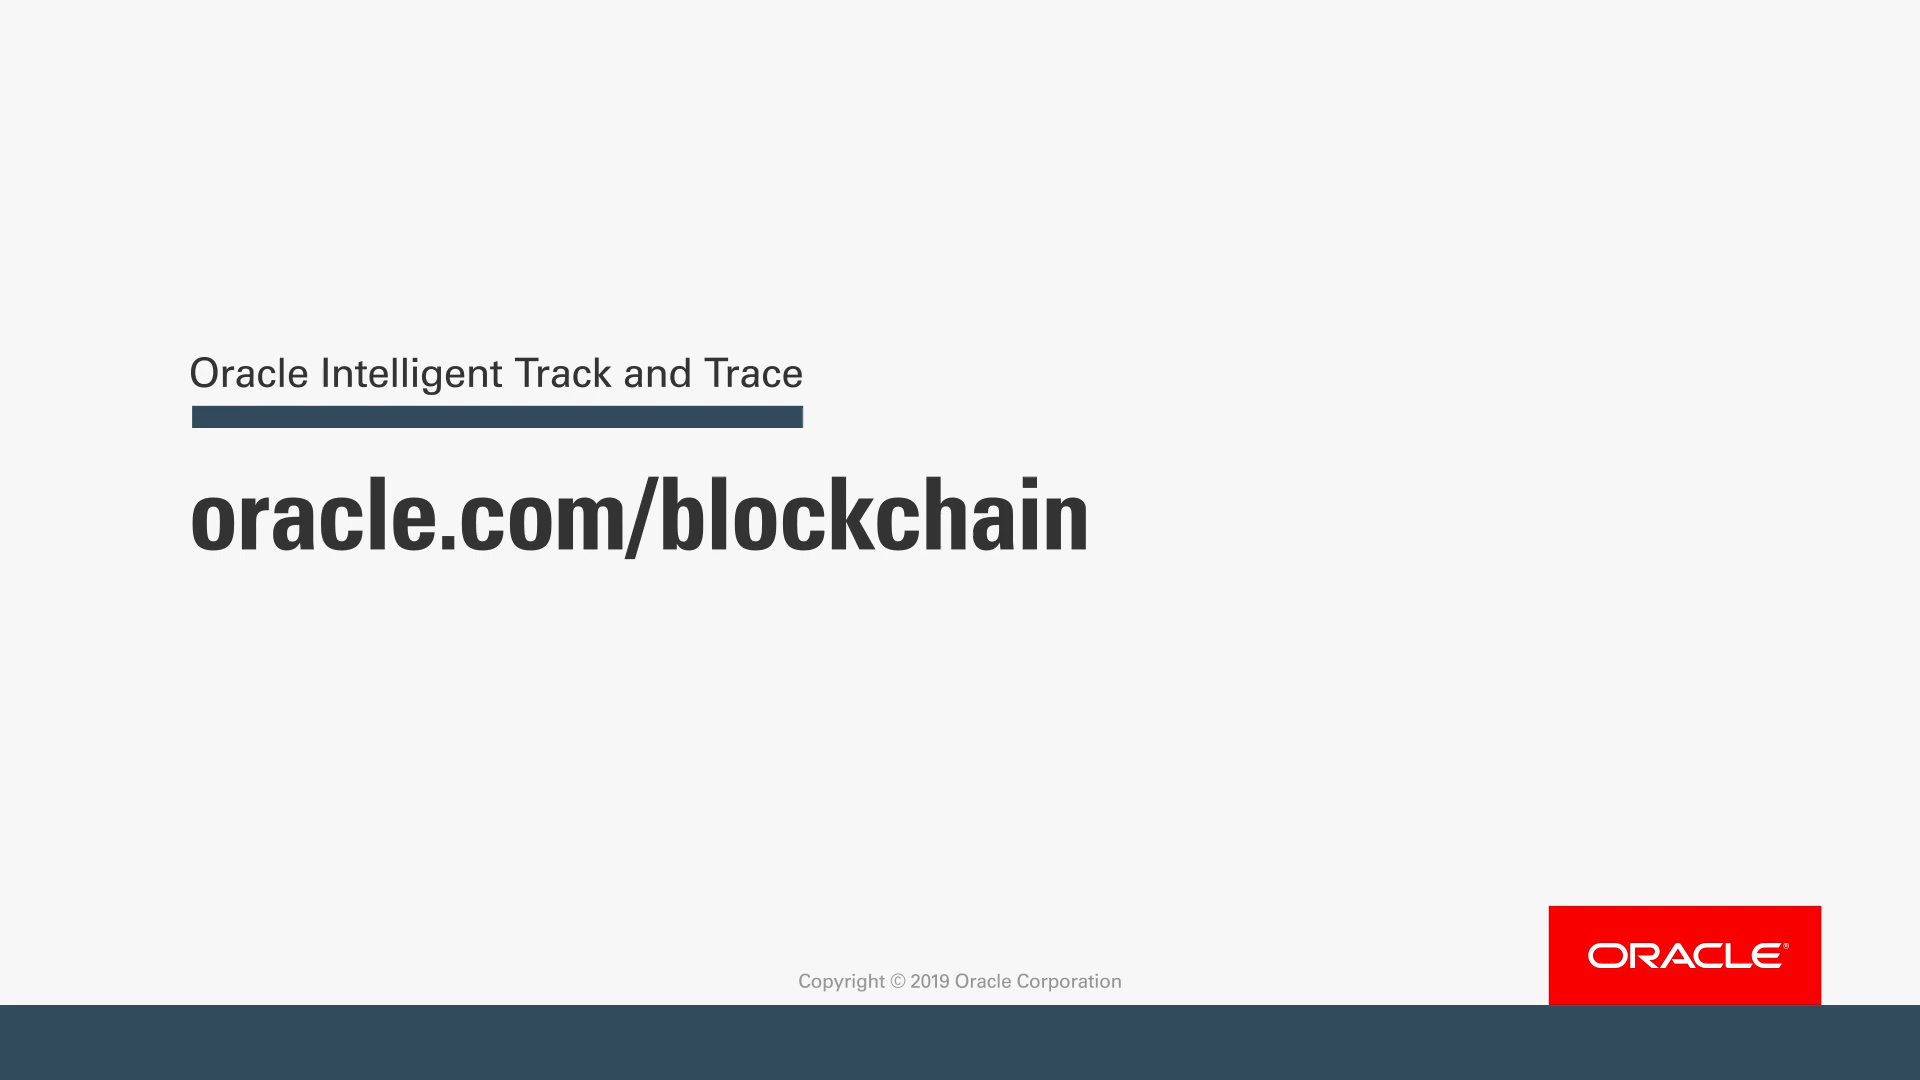 Oracle Intelligent Track and Trace
oracle.com/blockchain
Copyright © 2019 Oracle Corporation
ORACLE®